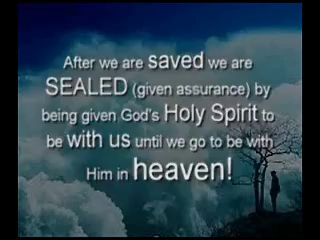 After we are saved we are
SEALED (given assurance) by
being given God's Holy Spirit to
be with us until we go to be with
Him in heaven!